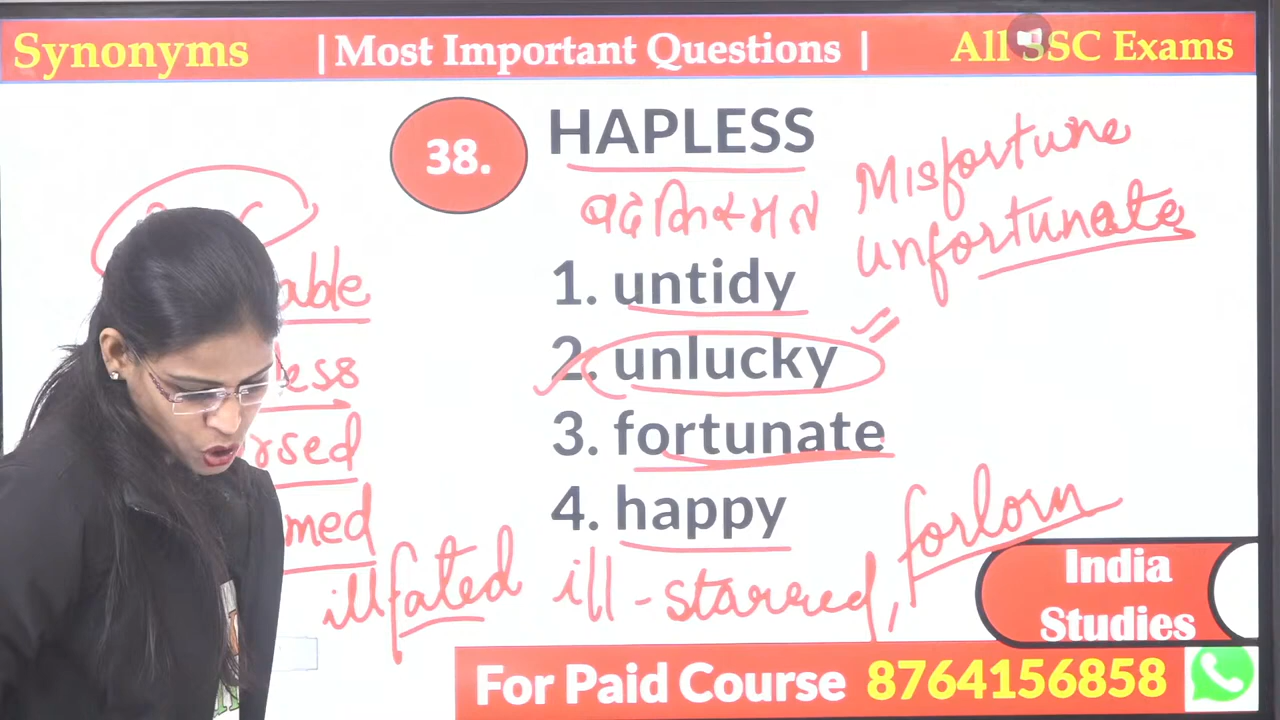 Synonyms | Most Important Questions | All SSC Exams
38. HAPLESS
बदकिस्मत
Misfortune
unfortunate
1. untidy
able
2. unlucky
less
3. fortunate
rsed
4. happy
med
illfated ill-starred, forlorn
India
Studies
For Paid Course 8764156858